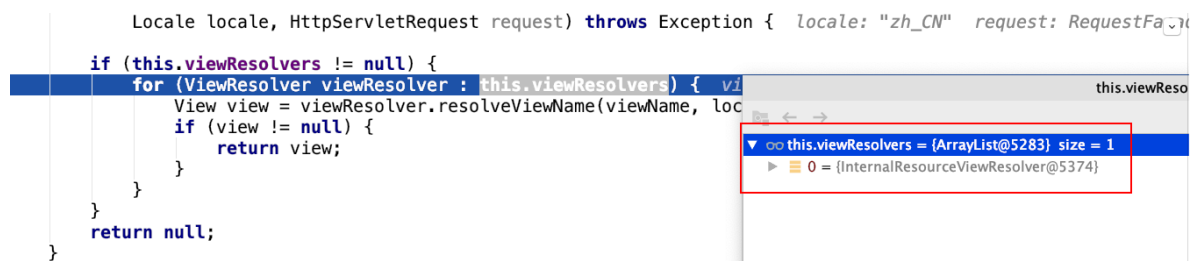 Locale locale, HttpServletRequest request) throws Exception { locale: "zh_CN" request: RequestFa
if (this.viewResolvers != null) {
for (ViewResolver viewResolver : this.viewResolvers) { vi
this.viewReso
View view = viewResolver.resolveViewName(viewName, loc
if (view != null) {
this.viewResolvers = {ArrayList@5283} size = 1
return view;
0 = {InternalResourceViewResolver@5374}
}
}
}
return null;
}